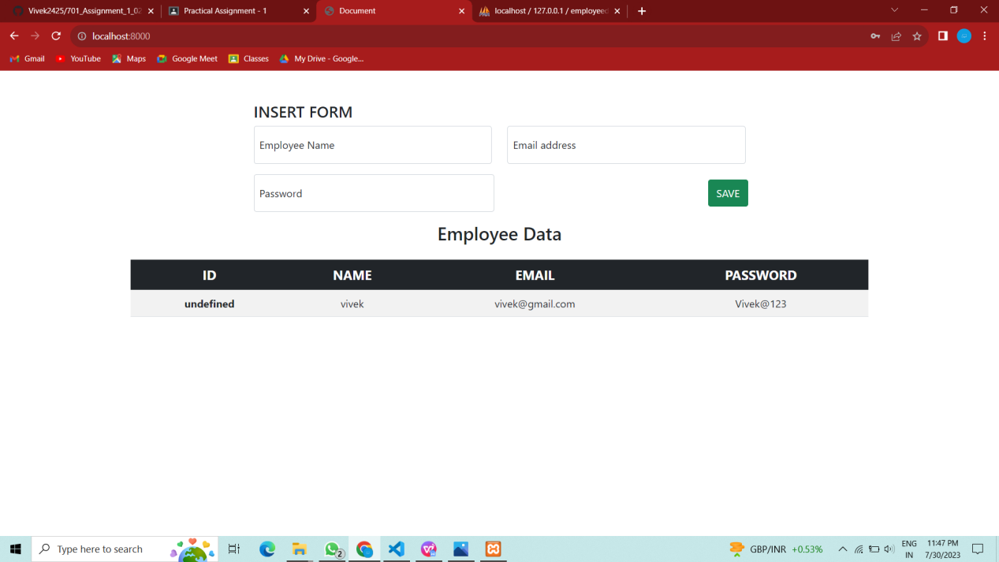 Vivek2425/701_Assignment_1_02
Practical Assignment - 1
Document
localhost / 127.0.0.1 / employeed
localhost:8000
Gmail
YouTube
Maps
Google Meet
Classes
My Drive - Google...
INSERT FORM
Employee Name
Email address
Password
SAVE
Employee Data
ID NAME EMAIL PASSWORD
undefined vivek vivek@gmail.com Vivek@123
Type here to search
2
GBP/INR +0.53%
ENG
IN
11:47 PM
7/30/2023